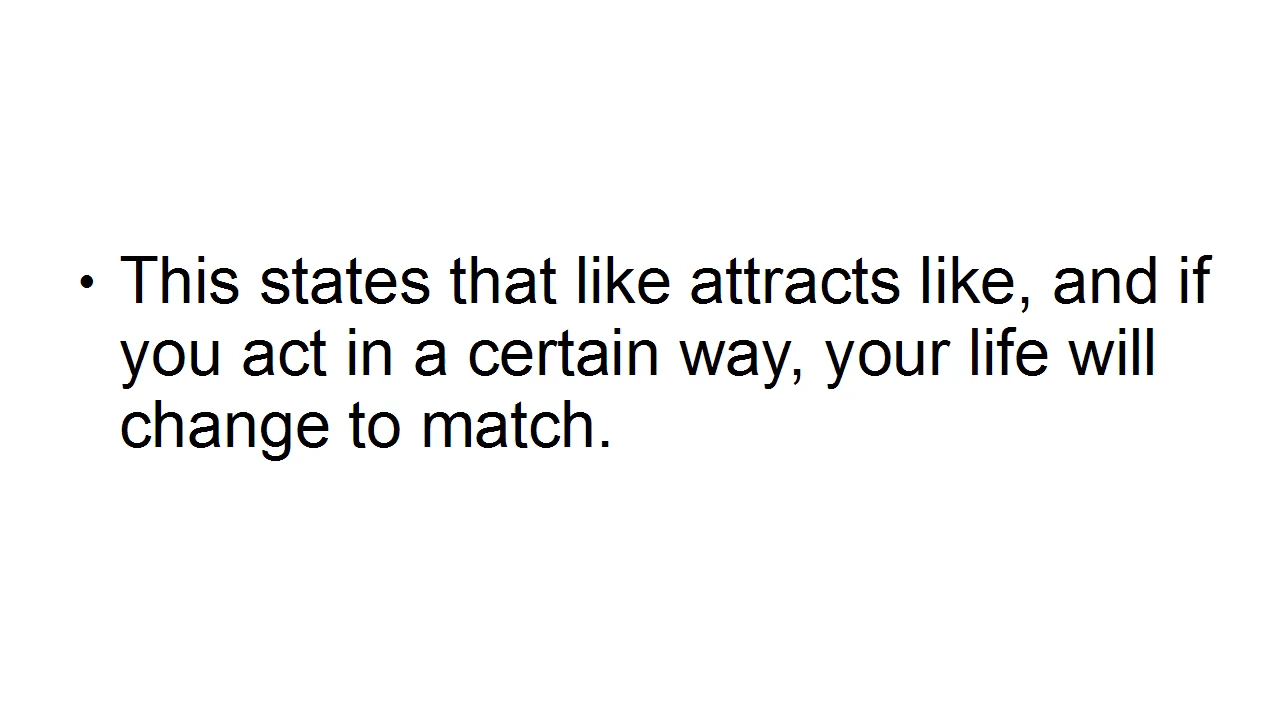 • This states that like attracts like, and if
you act in a certain way, your life will
change to match.